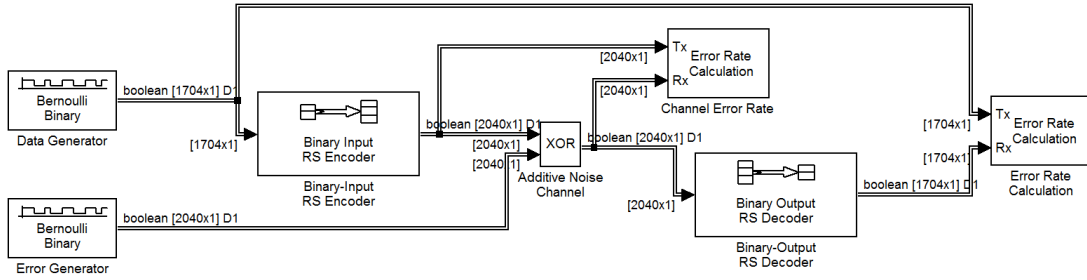 Bernoulli
Binary
Data Generator
boolean [1704x1] D1
[1704x1]
Binary Input
RS Encoder
Binary-Input
RS Encoder
boolean [2040x1] D1
[2040x1]
[2040x1]
XOR
Additive Noise
Channel
[2040x1]
[2040x1]
Tx
Rx
Error Rate
Calculation
Channel Error Rate
boolean [2040x1] D1
[2040x1]
Binary Output
RS Decoder
Binary-Output
RS Decoder
boolean [1704x1] D1
[1704x1]
[1704x1]
Tx
Rx
Error Rate
Calculation
Error Rate
Calculation
Bernoulli
Binary
Error Generator
boolean [2040x1] D1